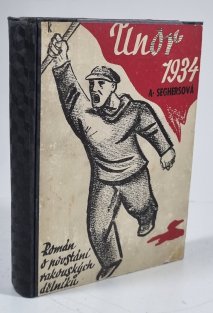 Únor
1934
A. SEGHERSOVÁ
Román
o povstání
rakouských
dělníků